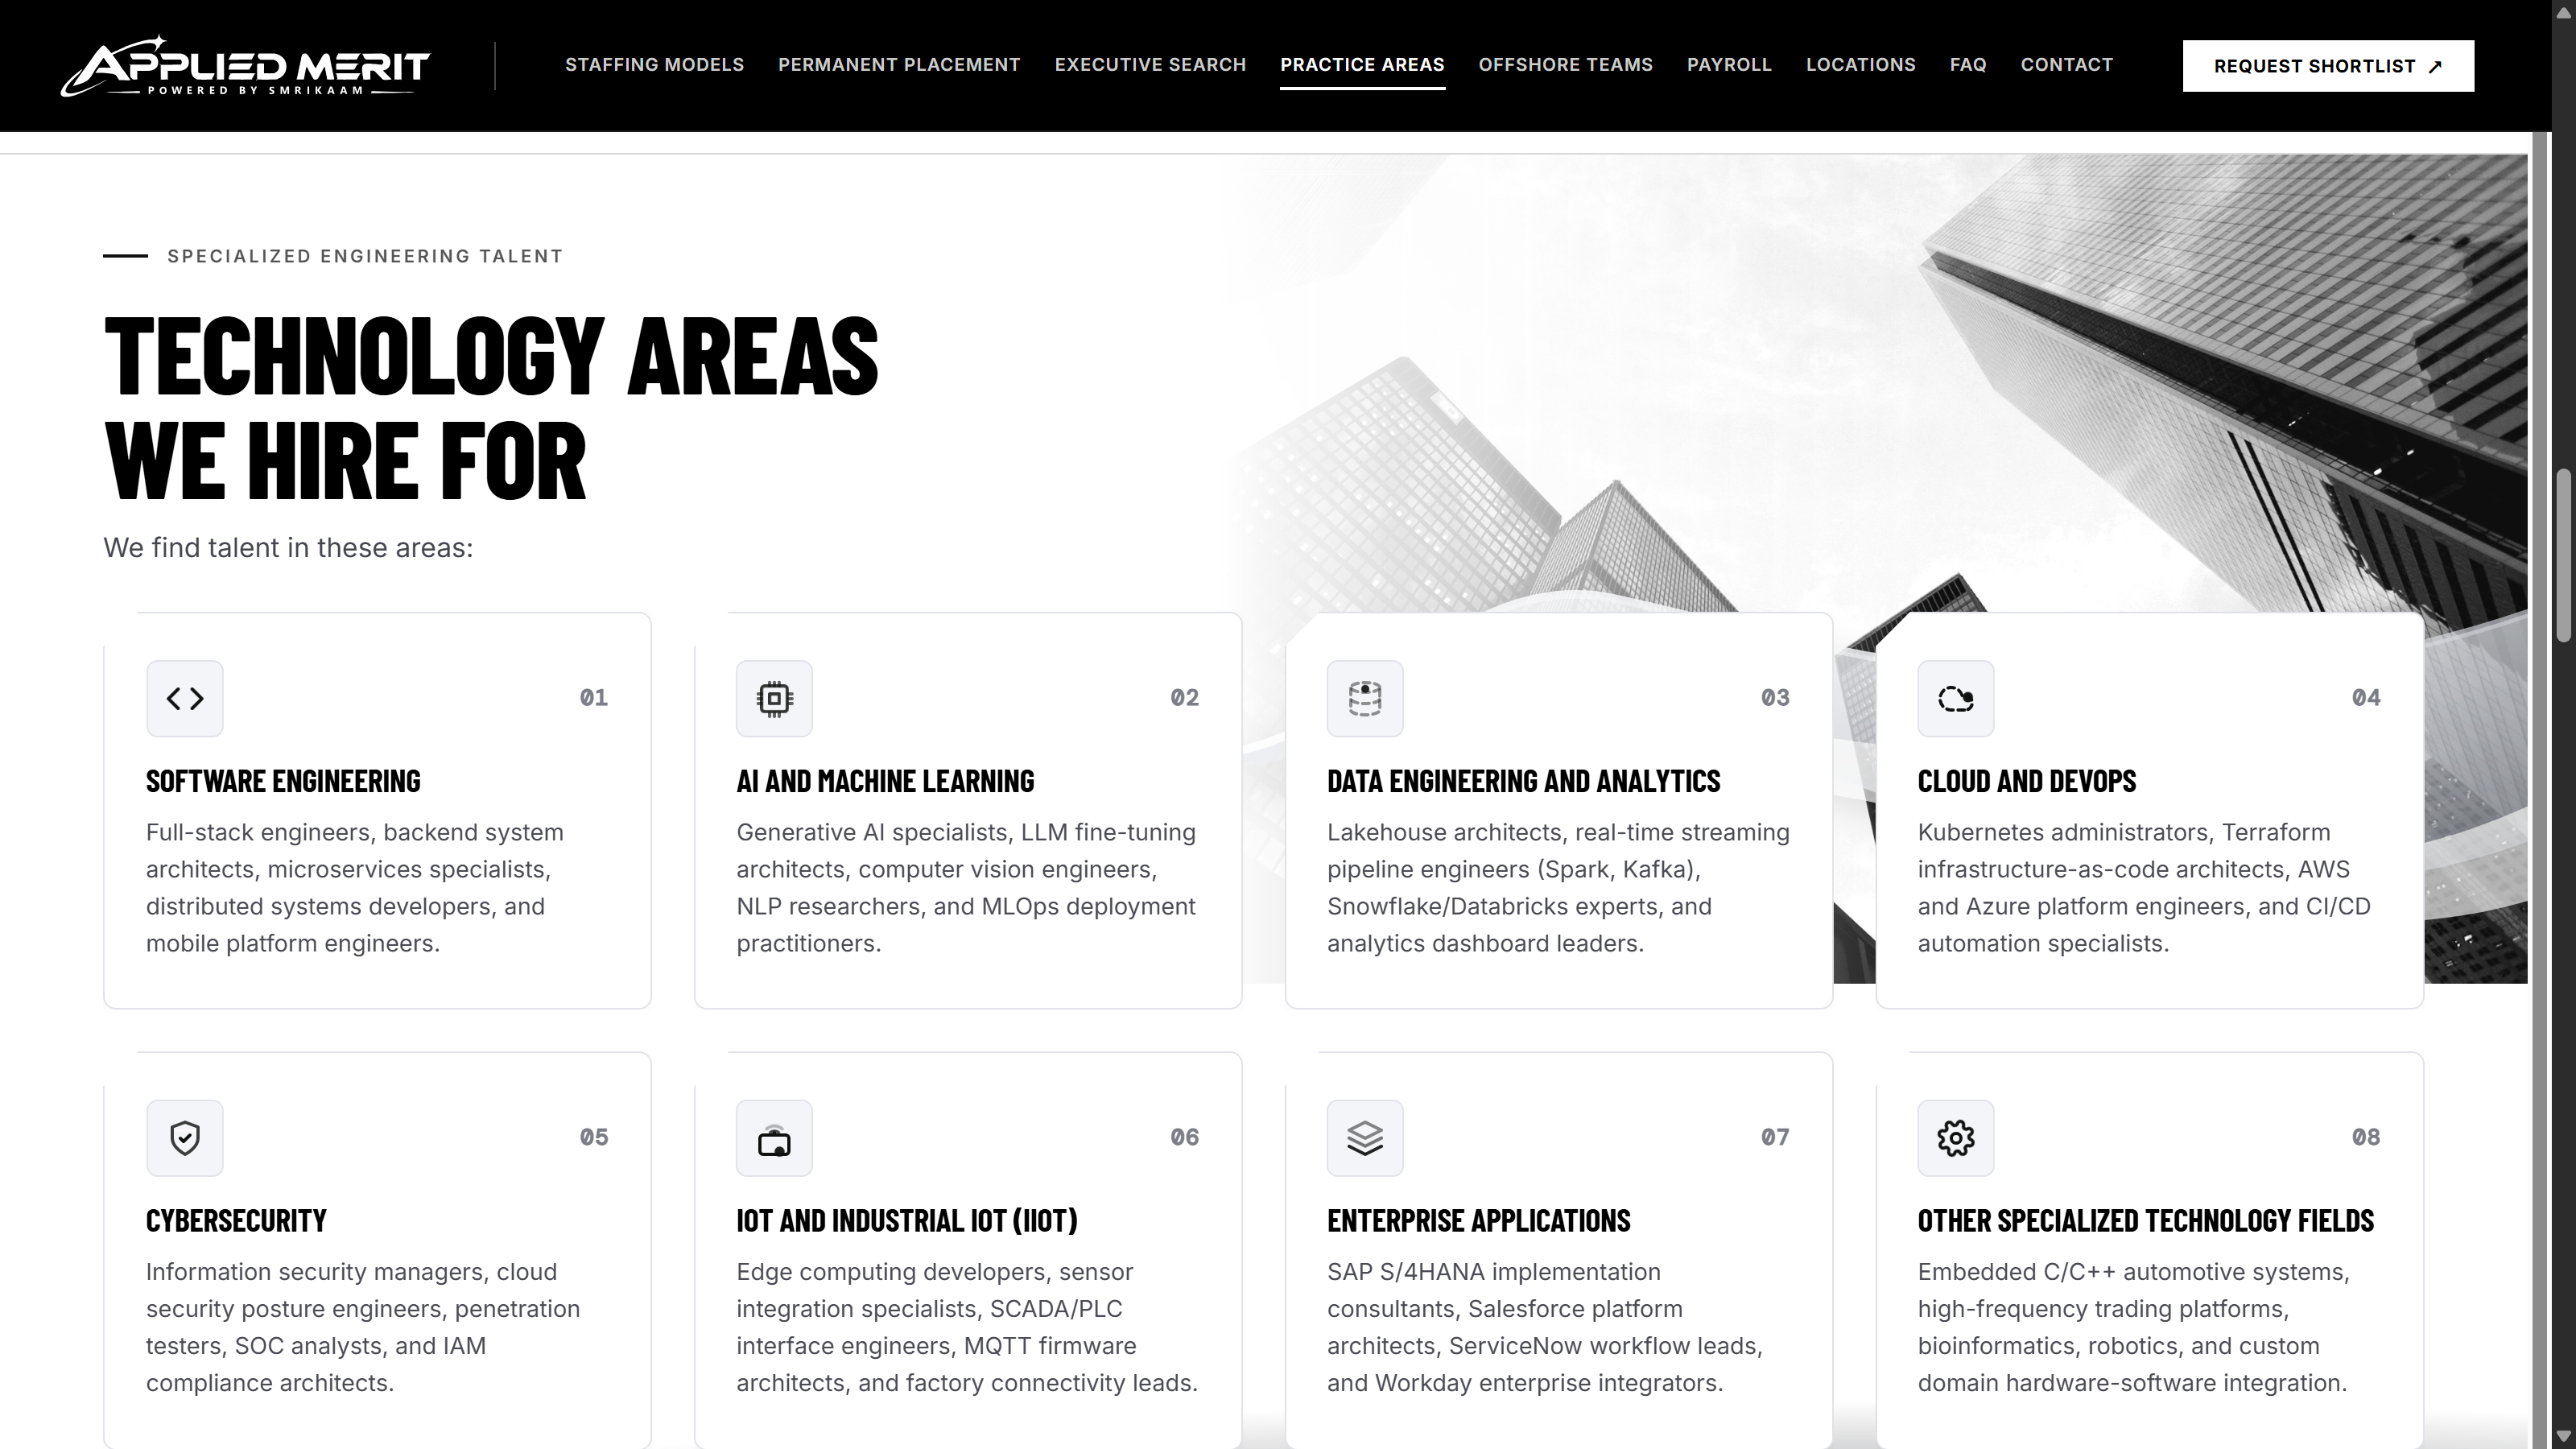 APPLIED MERIT
POWERED BY SMRIKAAM
STAFFING MODELS
PERMANENT PLACEMENT
EXECUTIVE SEARCH
PRACTICE AREAS
OFFSHORE TEAMS
PAYROLL
LOCATIONS
FAQ
CONTACT
REQUEST SHORTLIST ↗
SPECIALIZED ENGINEERING TALENT
TECHNOLOGY AREAS
WE HIRE FOR
We find talent in these areas:
01
SOFTWARE ENGINEERING
Full-stack engineers, backend system
architects, microservices specialists,
distributed systems developers, and
mobile platform engineers.
02
AI AND MACHINE LEARNING
Generative AI specialists, LLM fine-tuning
architects, computer vision engineers,
NLP researchers, and MLOps deployment
practitioners.
03
DATA ENGINEERING AND ANALYTICS
Lakehouse architects, real-time streaming
pipeline engineers (Spark, Kafka),
Snowflake/Databricks experts, and
analytics dashboard leaders.
04
CLOUD AND DEVOPS
Kubernetes administrators, Terraform
infrastructure-as-code architects, AWS
and Azure platform engineers, and CI/CD
automation specialists.
05
CYBERSECURITY
Information security managers, cloud
security posture engineers, penetration
testers, SOC analysts, and IAM
compliance architects.
06
IOT AND INDUSTRIAL IOT (IIOT)
Edge computing developers, sensor
integration specialists, SCADA/PLC
interface engineers, MQTT firmware
architects, and factory connectivity leads.
07
ENTERPRISE APPLICATIONS
SAP S/4HANA implementation
consultants, Salesforce platform
architects, ServiceNow workflow leads,
and Workday enterprise integrators.
08
OTHER SPECIALIZED TECHNOLOGY FIELDS
Embedded C/C++ automotive systems,
high-frequency trading platforms,
bioinformatics, robotics, and custom
domain hardware-software integration.